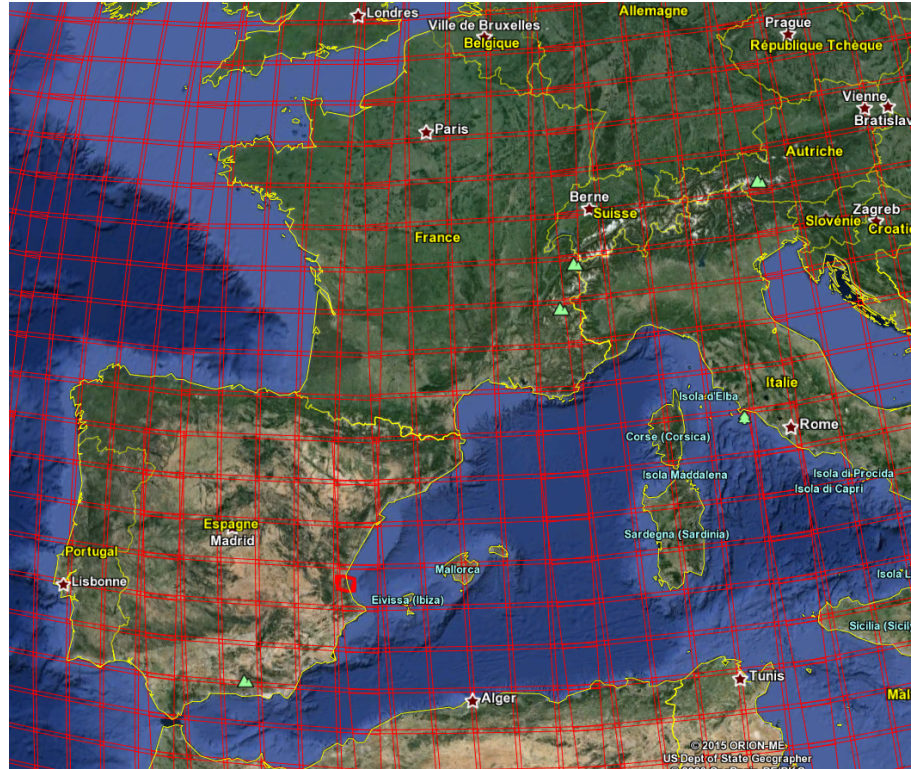 Londres
Allemagne
Ville de Bruxelles
Belgique
Prague
République Tchèque
Vienne
Bratislav
Paris
Autriche
Berne
Suisse
Zagreb
Slovénie
Croatie
France
Italie
Isola d'Elba
Rome
Corse (Corsica)
Isola Maddalena
Isola di Procida
Isola di Capri
Espagne
Madrid
Sardegna (Sardinia)
Portugal
Lisbonne
Mallorca
Eivissa (Ibiza)
Isola L
Sicilia (Sicily
Tunis
Alger
Mal
© 2015 ORION-ME
US Dept of State Geographer